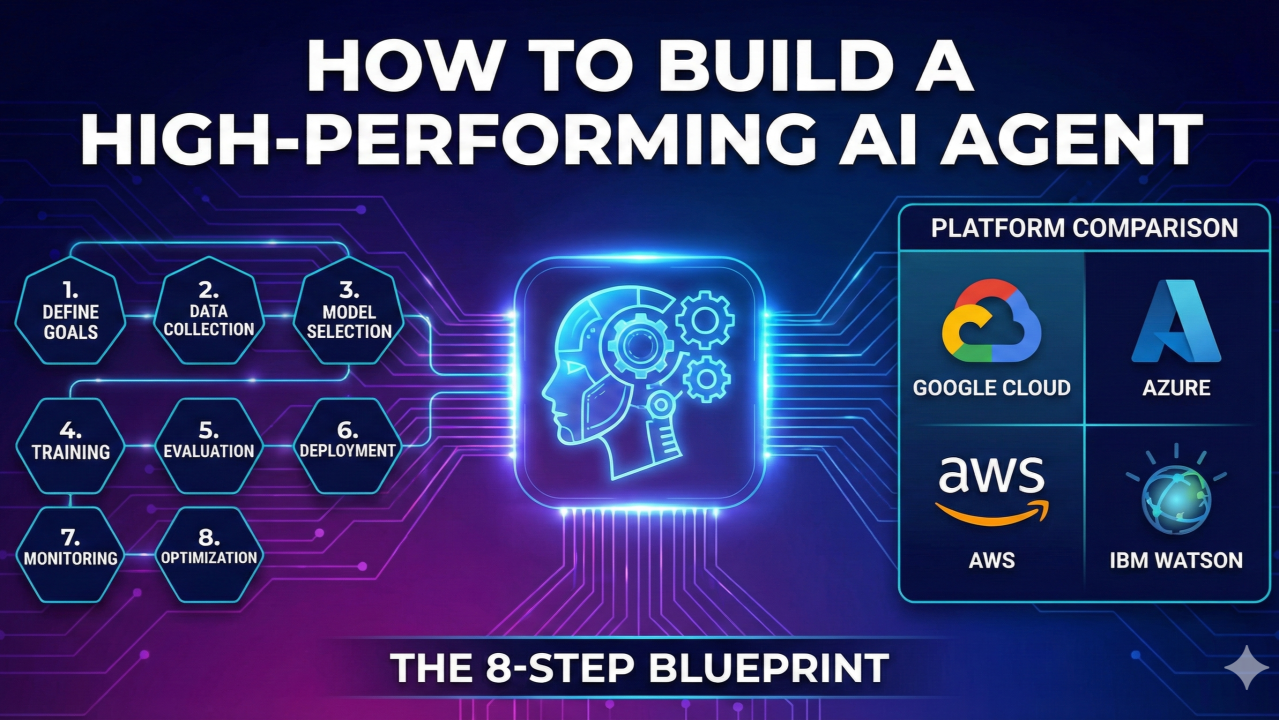 HOW TO BUILD A
HIGH-PERFORMING AI AGENT
1.
DEFINE
GOALS
2.
DATA
COLLECTION
3.
MODEL
SELECTION
4.
TRAINING
5.
EVALUATION
6.
DEPLOYMENT
7.
MONITORING
8.
OPTIMIZATION
PLATFORM COMPARISON
GOOGLE CLOUD
AZURE
aws
AWS
IBM WATSON
THE 8-STEP BLUEPRINT